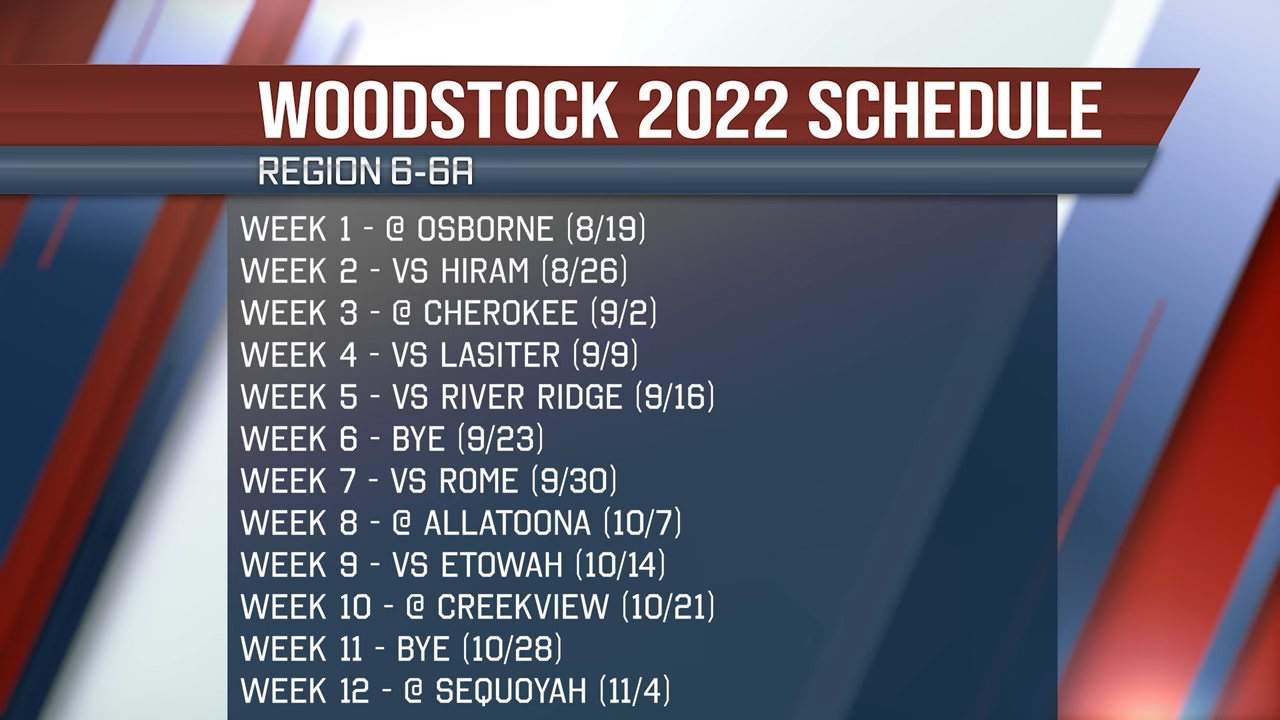 WOODSTOCK 2022 SCHEDULE
REGION 6-6A
WEEK 1 - @ OSBORNE (8/19)
WEEK 2 - VS HIRAM (8/26)
WEEK 3 - @ CHEROKEE (9/2)
WEEK 4 - VS LASITER (9/9)
WEEK 5 - VS RIVER RIDGE (9/16)
WEEK 6 - BYE (9/23)
WEEK 7 - VS ROME (9/30)
WEEK 8 - @ ALLATOONA (10/7)
WEEK 9 - VS ETOWAH (10/14)
WEEK 10 - @ CREEKVIEW (10/21)
WEEK 11 - BYE (10/28)
WEEK 12 - @ SEQUOYAH (11/4)